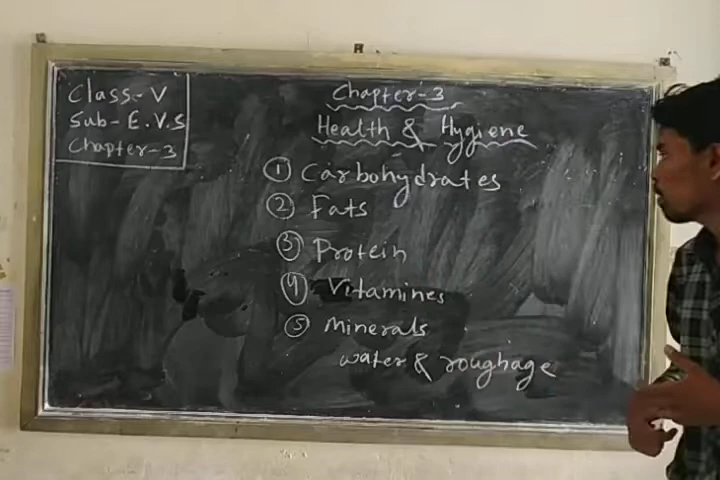 Class-V
Sub-E.V.S
Chapter-3
Chapter-3
Health & Hygiene
① Carbohydrates
② Fats
③ Protein
④ Vitamines
⑤ Minerals
water & roughage